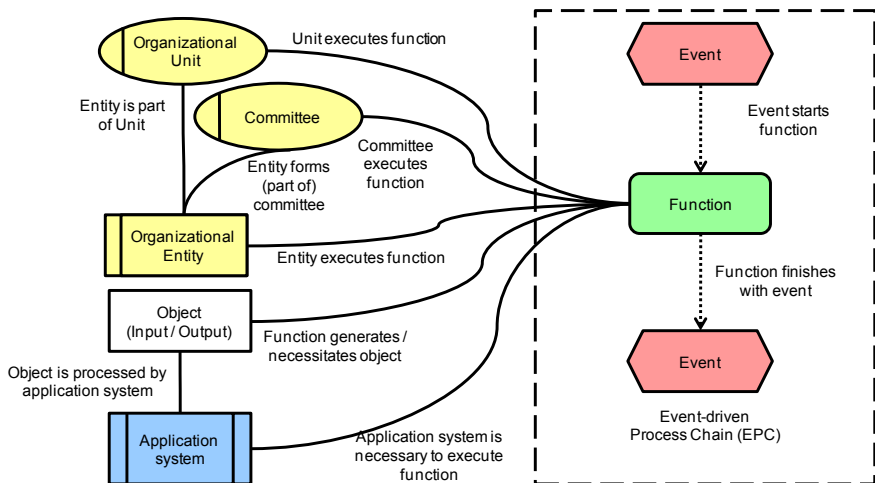 Organizational
Unit
Unit executes function
Event
Entity is part
of Unit
Committee
Event starts
function
Entity forms
(part of)
committee
Committee
executes
function
Function
Organizational
Entity
Entity executes function
Function finishes
with event
Object
(Input / Output)
Function generates /
necessitates object
Event
Object is processed by
application system
Application
system
Application system is
necessary to execute
function
Event-driven
Process Chain (EPC)